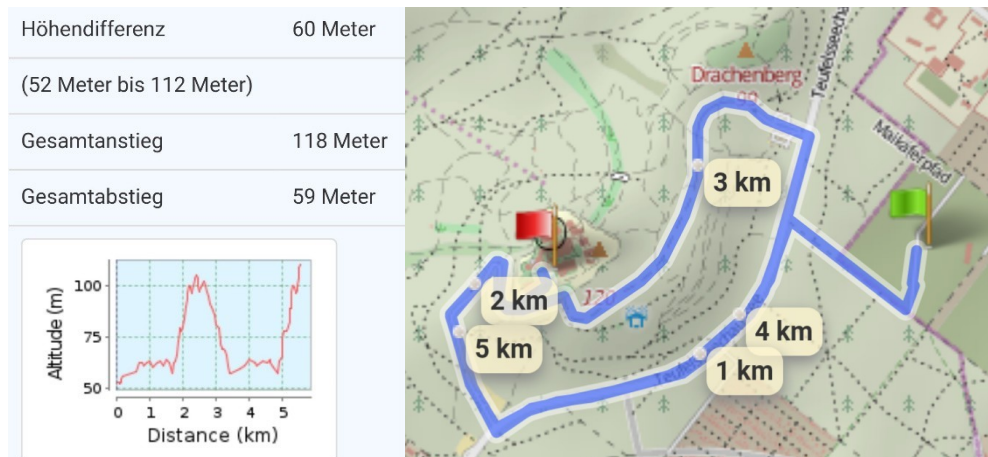 Höhendifferenz 60 Meter
(52 Meter bis 112 Meter)
Gesamtanstieg 118 Meter
Gesamtabstieg 59 Meter
Altitude (m)
100
75
50
0 1 2 3 4 5
Distance (km)
Drachenberg
99
Maikäferpfad
3 km
120
2 km
5 km
4 km
1 km